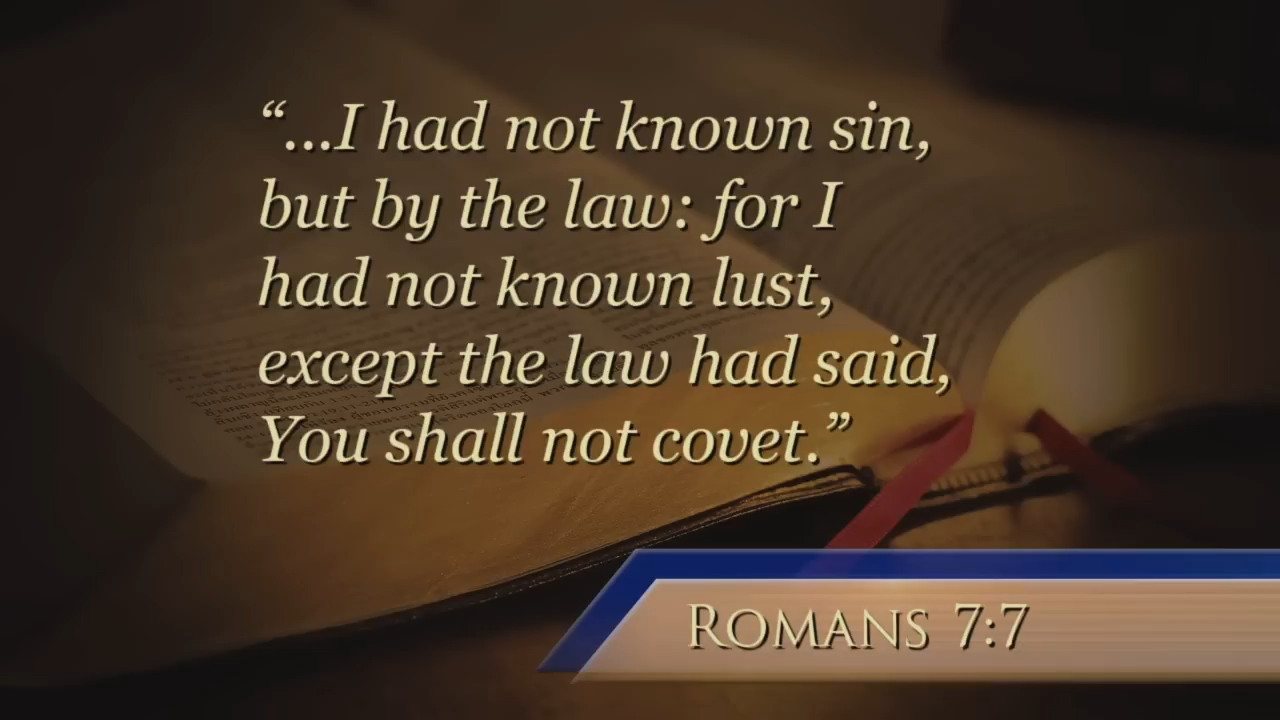 “...I had not known sin,
but by the law: for I
had not known lust,
except the law had said,
You shall not covet.”
ROMANS 7:7